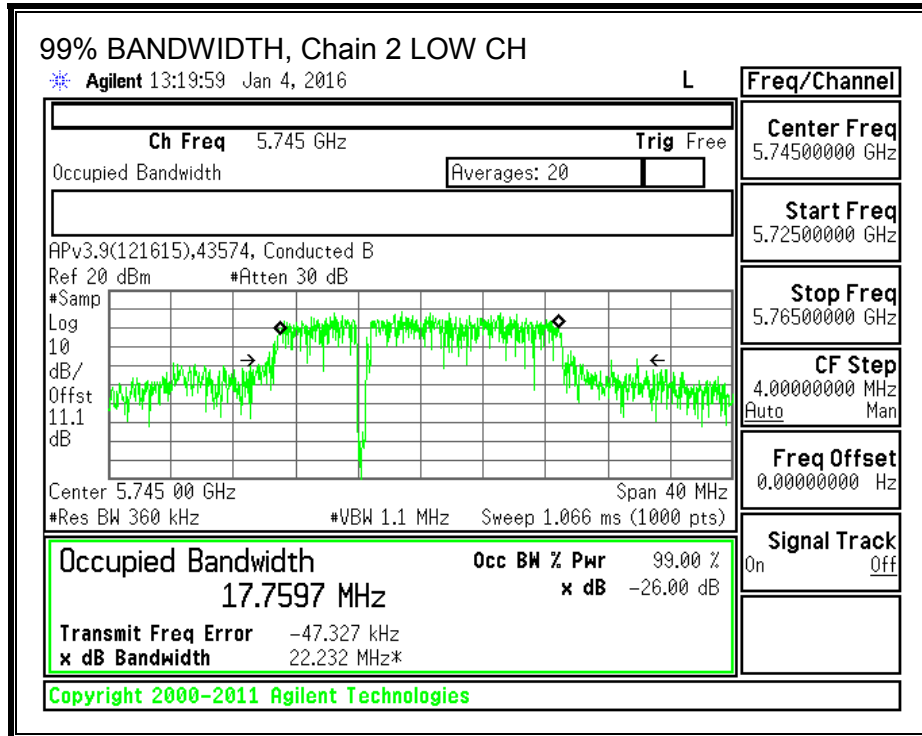 99% BANDWIDTH, Chain 2 LOW CH
Agilent 13:19:59 Jan 4, 2016 L
Freq/Channel
Ch Freq 5.745 GHz Trig Free
Occupied Bandwidth Averages: 20
APv3.9(121615),43574, Conducted B
Ref 20 dBm #Atten 30 dB
#Samp
Log
10
dB/
Offst
11.1
dB
Center 5.745 00 GHz Span 40 MHz
#Res BW 360 kHz #VBW 1.1 MHz Sweep 1.066 ms (1000 pts)
Occupied Bandwidth Occ BW % Pwr 99.00 %
17.7597 MHz x dB -26.00 dB
Transmit Freq Error -47.327 kHz
x dB Bandwidth 22.232 MHz*
Copyright 2000-2011 Agilent Technologies
Center Freq
5.74500000 GHz
Start Freq
5.72500000 GHz
Stop Freq
5.76500000 GHz
CF Step
4.00000000 MHz
Auto Man
Freq Offset
0.00000000 Hz
Signal Track
On Off